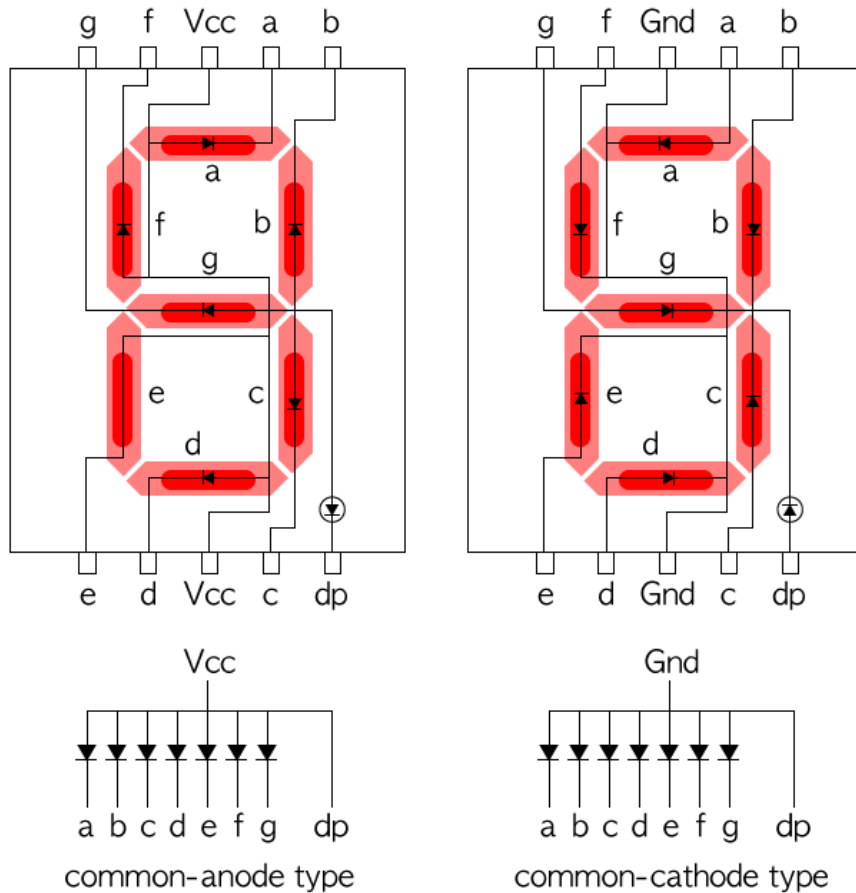 g f Vcc a b
g f Gnd a b
a
a
f b
f b
g
g
e c
e c
d
d
e d Vcc c dp
e d Gnd c dp
Vcc
Gnd
a b c d e f g dp
a b c d e f g dp
common-anode type
common-cathode type